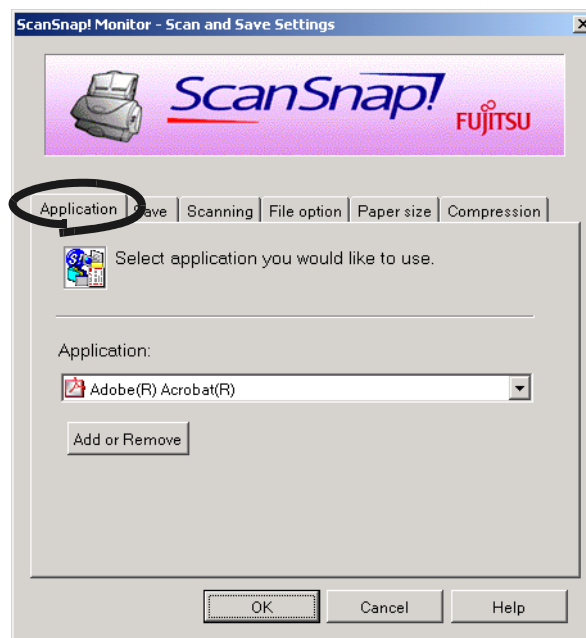 ScanSnap! Monitor - Scan and Save Settings
ScanSnap!
FUJITSU
Application Save Scanning File option Paper size Compression
Select application you would like to use.
Application:
Adobe(R) Acrobat(R)
Add or Remove
OK Cancel Help